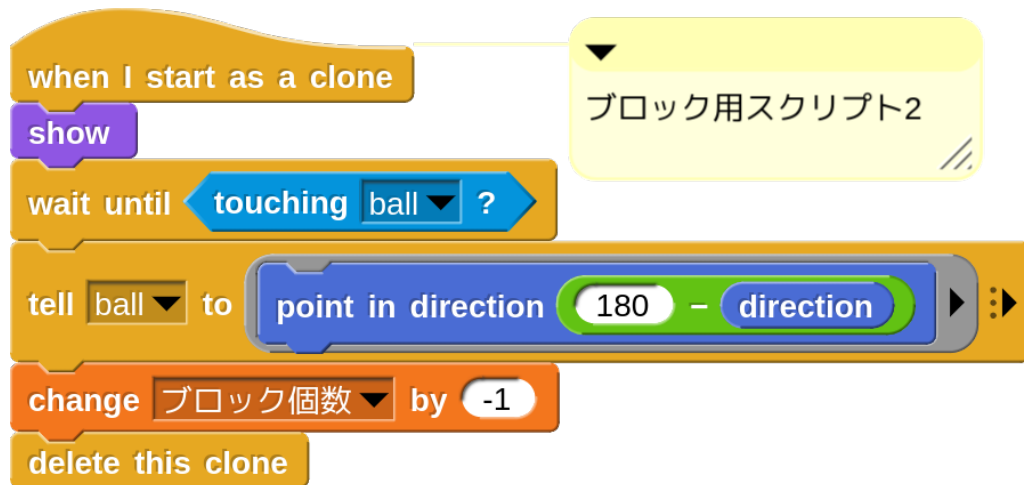 when I start as a clone
ブロック用スクリプト2
show
wait until touching ball ?
tell ball to point in direction 180 - direction
change ブロック個数 by -1
delete this clone